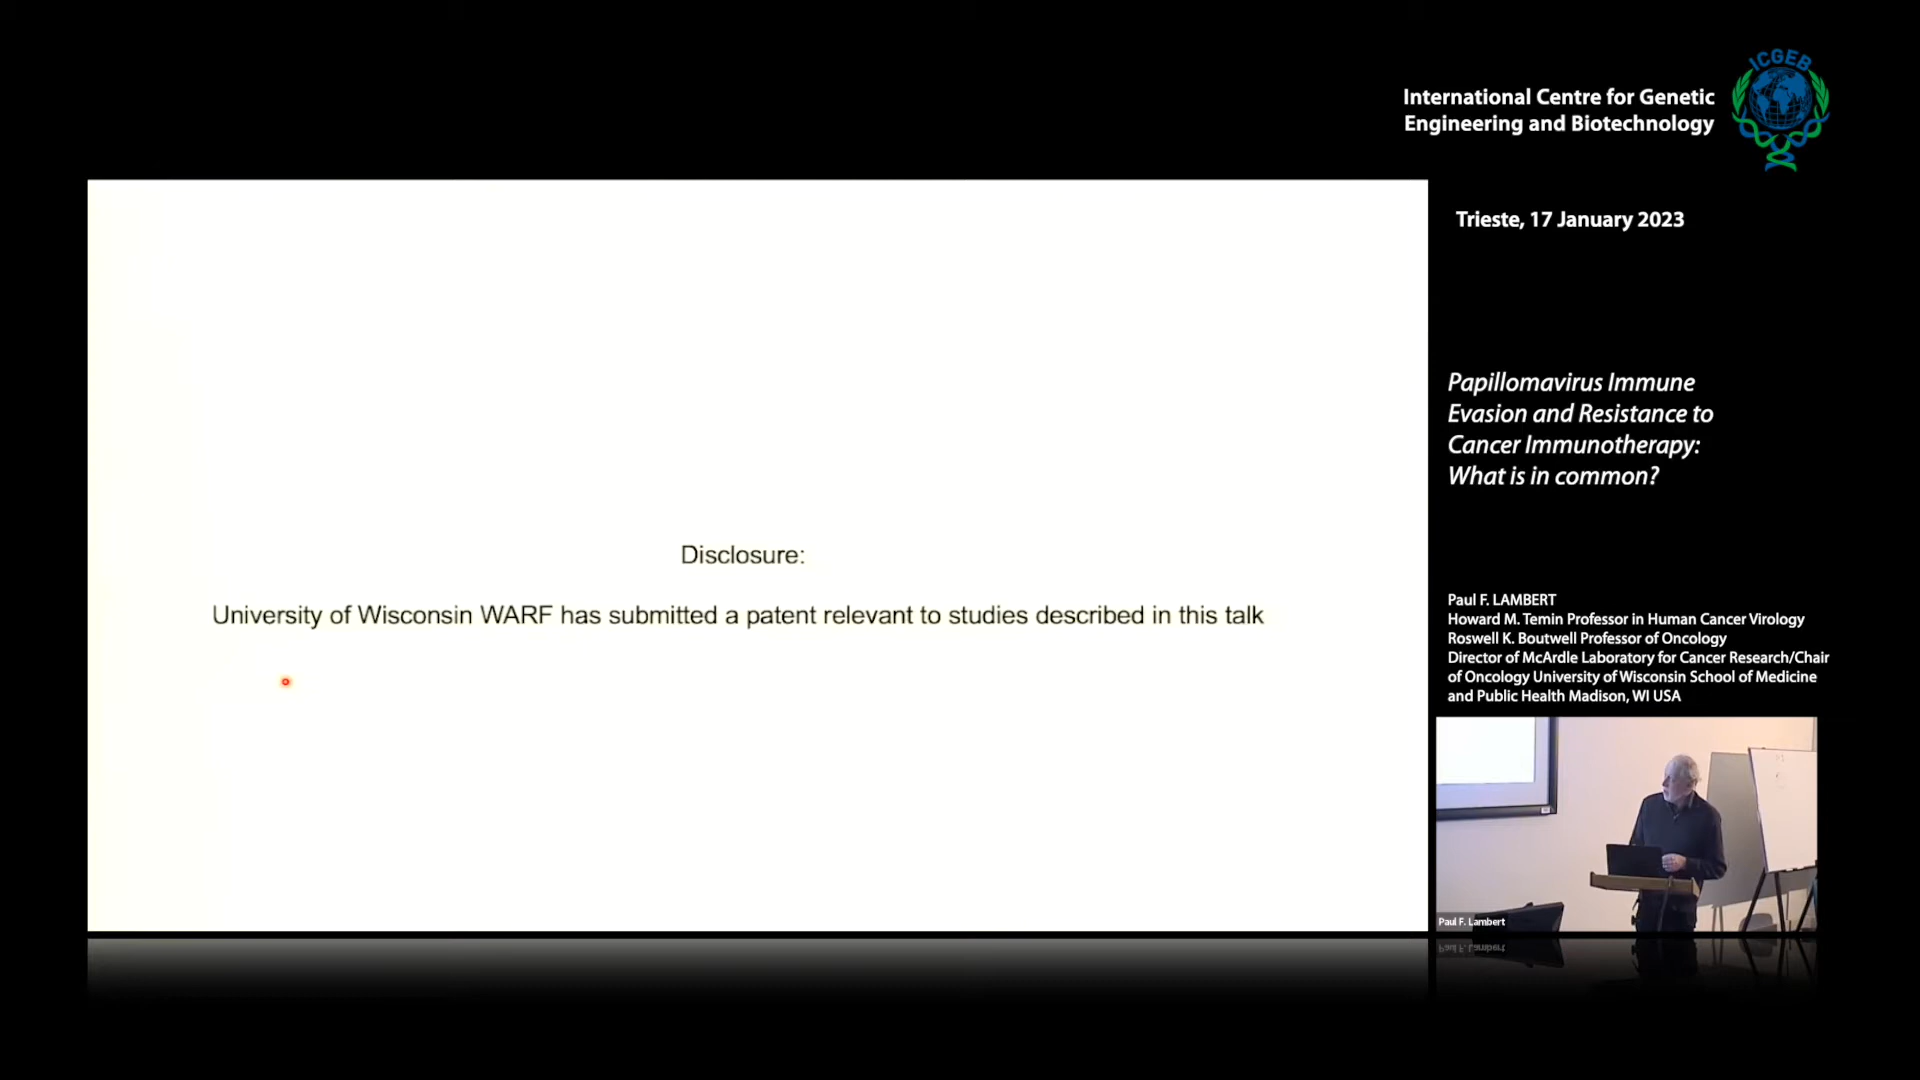 ICGEB
International Centre for Genetic
Engineering and Biotechnology
Trieste, 17 January 2023
Disclosure:
University of Wisconsin WARF has submitted a patent relevant to studies described in this talk
Papillomavirus Immune
Evasion and Resistance to
Cancer Immunotherapy:
What is in common?
Paul F. LAMBERT
Howard M. Temin Professor in Human Cancer Virology
Roswell K. Boutwell Professor of Oncology
Director of McArdle Laboratory for Cancer Research/Chair
of Oncology University of Wisconsin School of Medicine
and Public Health Madison, WI USA
Paul F. Lambert